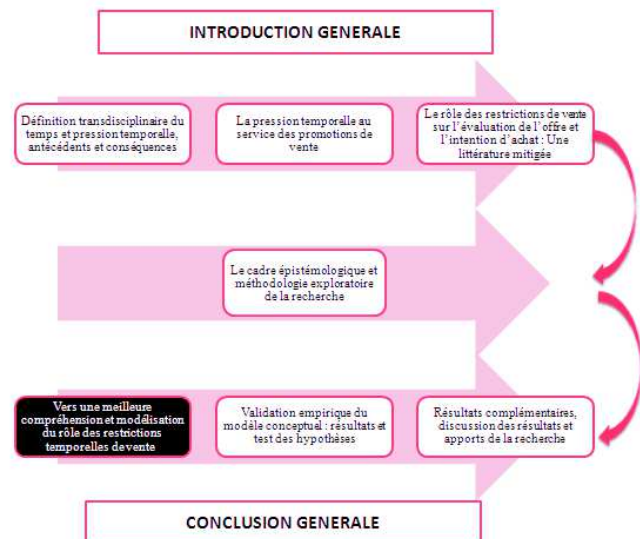 INTRODUCTION GENERALE
Définition transdisciplinaire du
temps et pression temporelle,
antécédents et conséquences
La pression temporelle au
service des promotions de
vente
Le rôle des restrictions de vente
sur l'évaluation de l'offre et
l'intention d'achat : Une
littérature mitigée
Le cadre épistémologique et
méthodologie exploratoire
de la recherche
Vers une meilleure
compréhension et modélisation
du rôle des restrictions
temporelles de vente
Validation empirique du
modèle conceptuel : résultats et
test des hypothèses
Résultats complémentaires,
discussion des résultats et
apports de la recherche
CONCLUSION GENERALE